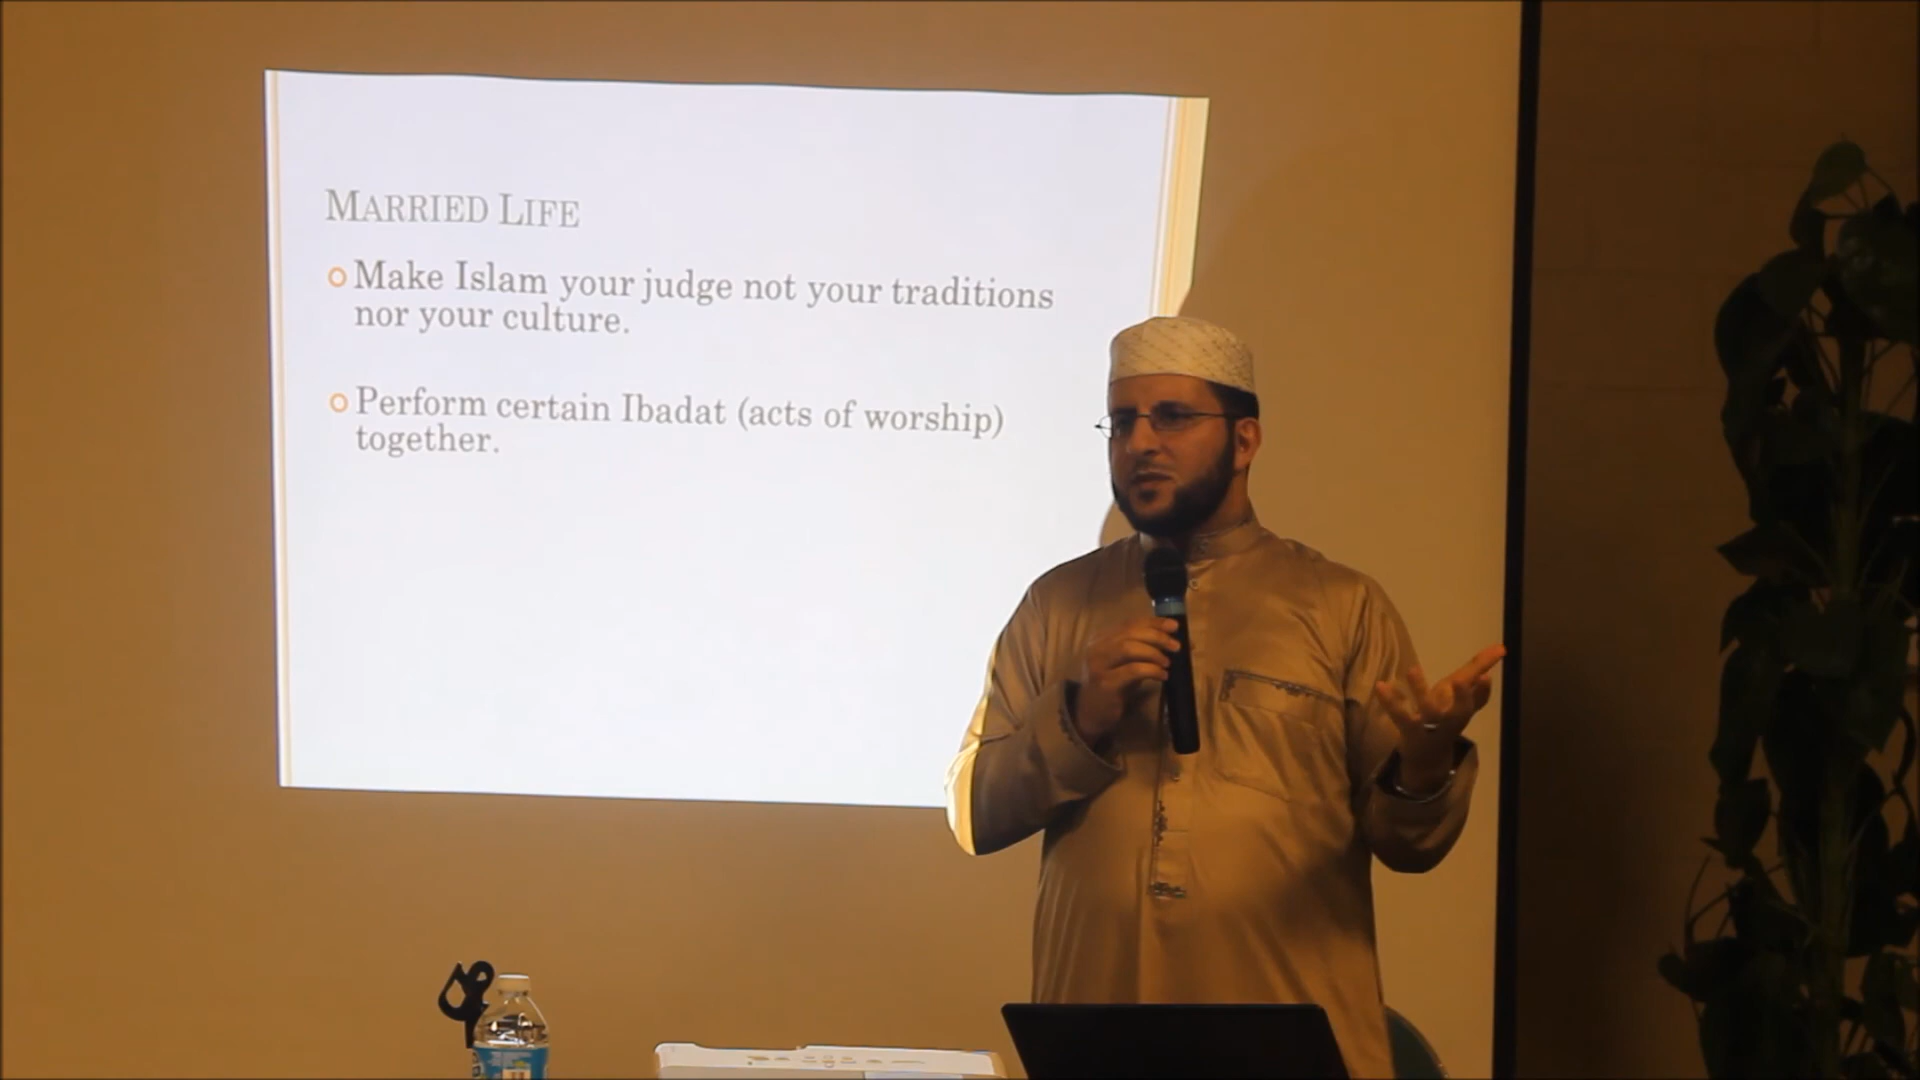 MARRIED LIFE
Make Islam your judge not your traditions
nor your culture.
Perform certain Ibadat (acts of worship)
together.